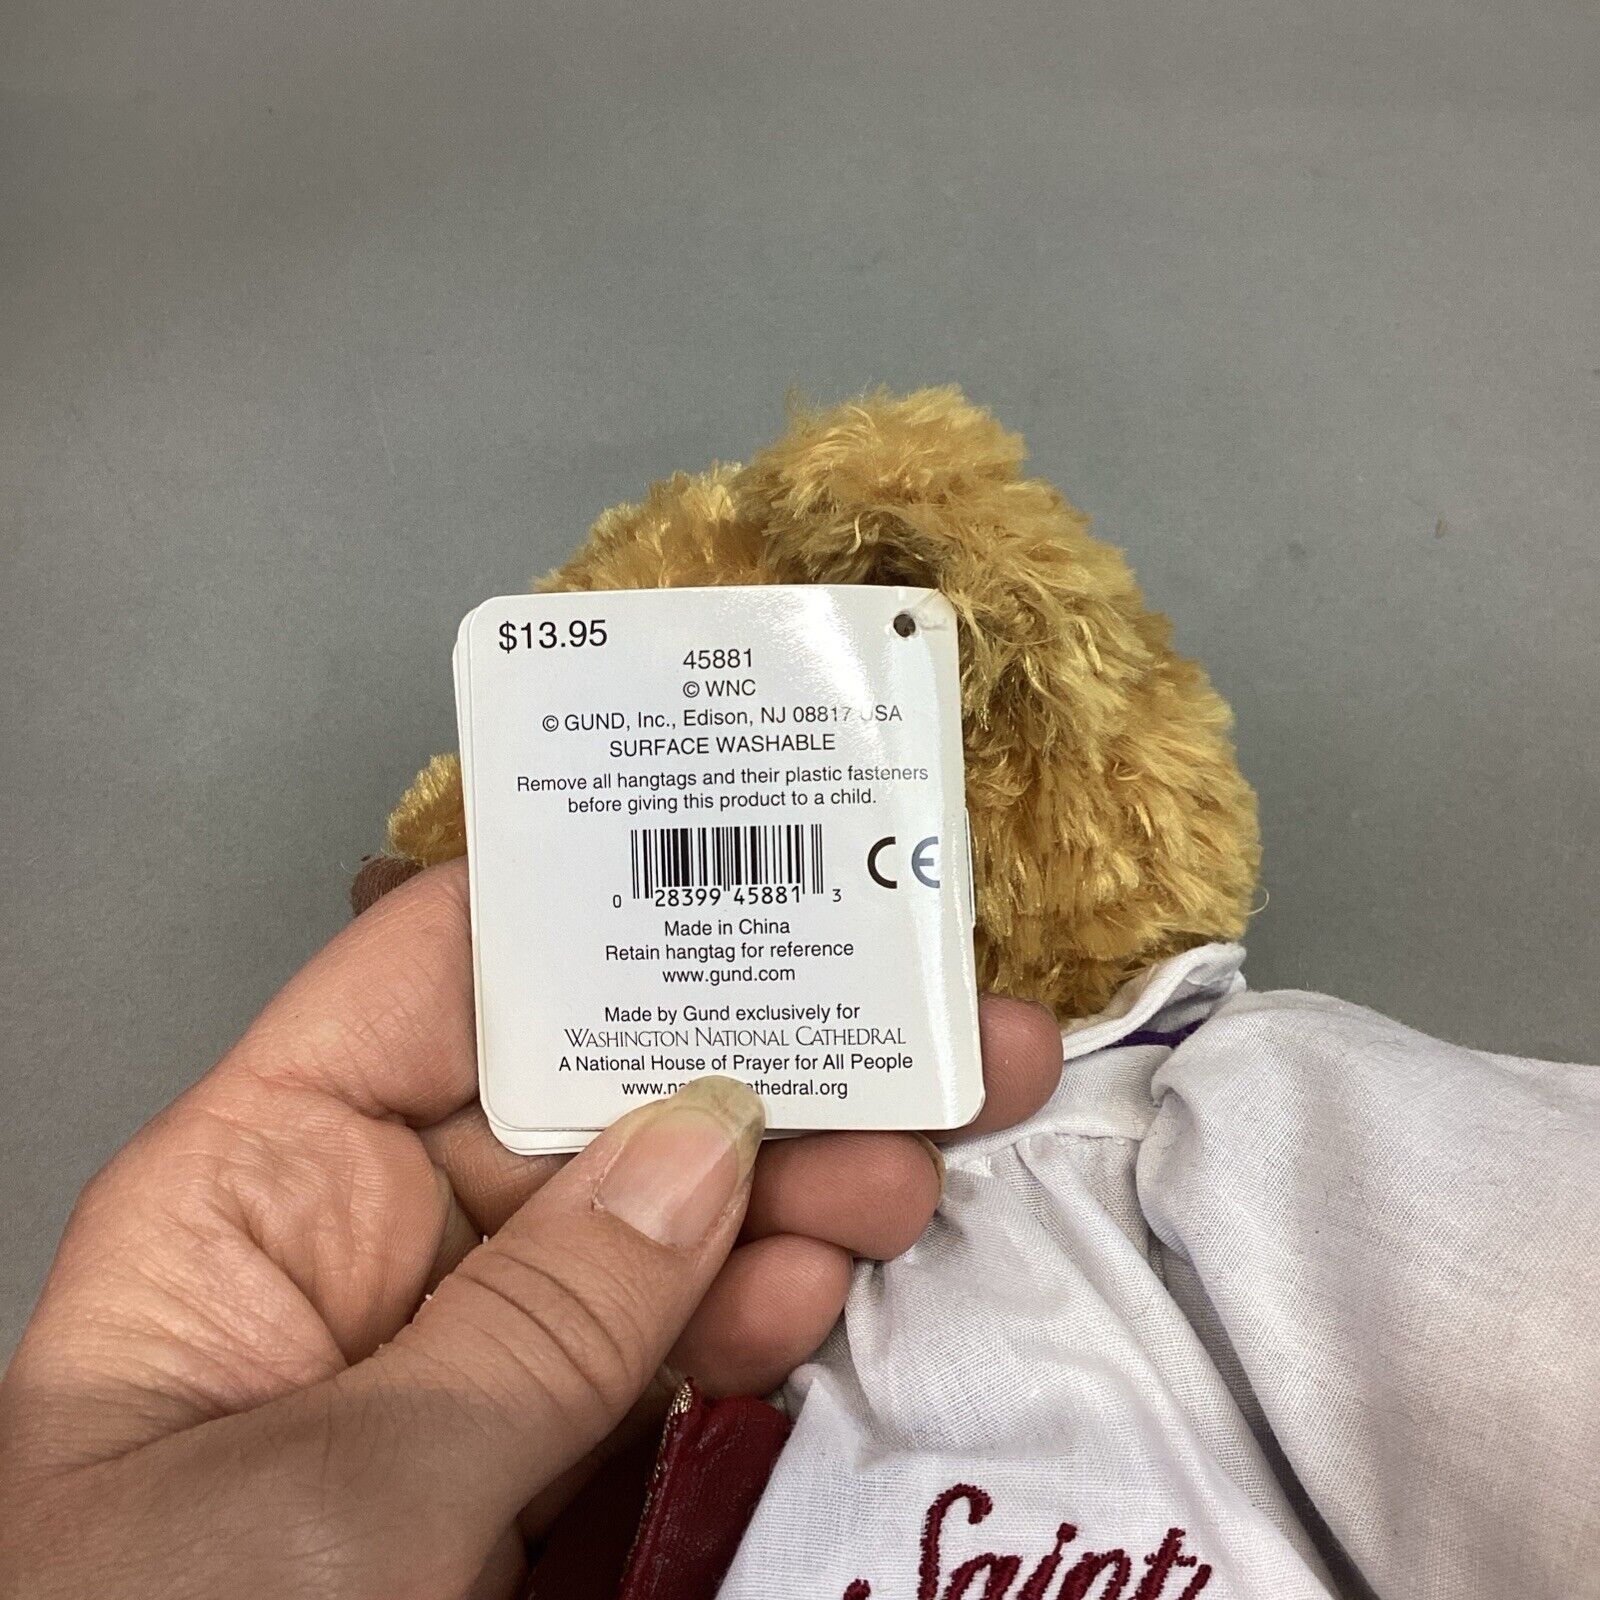 $13.95
45881
© WNC
© GUND, Inc., Edison, NJ 08817 USA
SURFACE WASHABLE
Remove all hangtags and their plastic fasteners
before giving this product to a child.
CE
0 28399 45881 3
Made in China
Retain hangtag for reference
www.gund.com
Made by Gund exclusively for
WASHINGTON NATIONAL CATHEDRAL
A National House of Prayer for All People
Saint